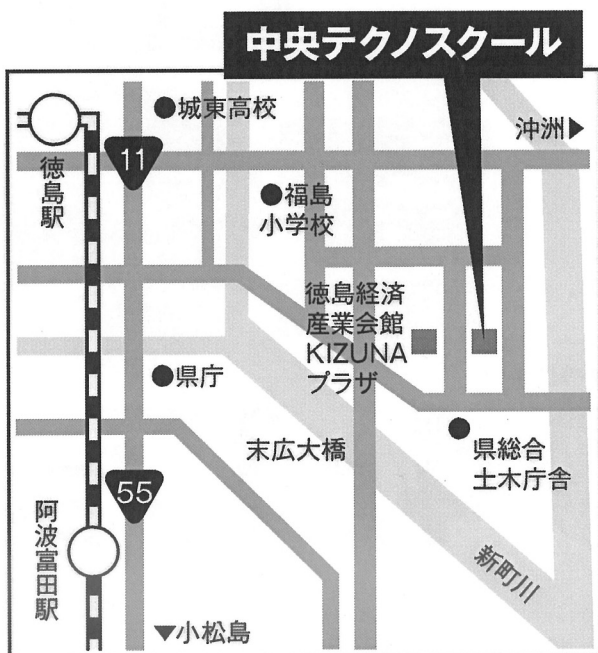 中央テクノスクール
城東高校
沖洲
徳島駅
11
福島
小学校
徳島経済
産業会館
KIZUNA
プラザ
県庁
末広大橋
県総合
土木庁舎
55
阿波富田駅
新町川
小松島